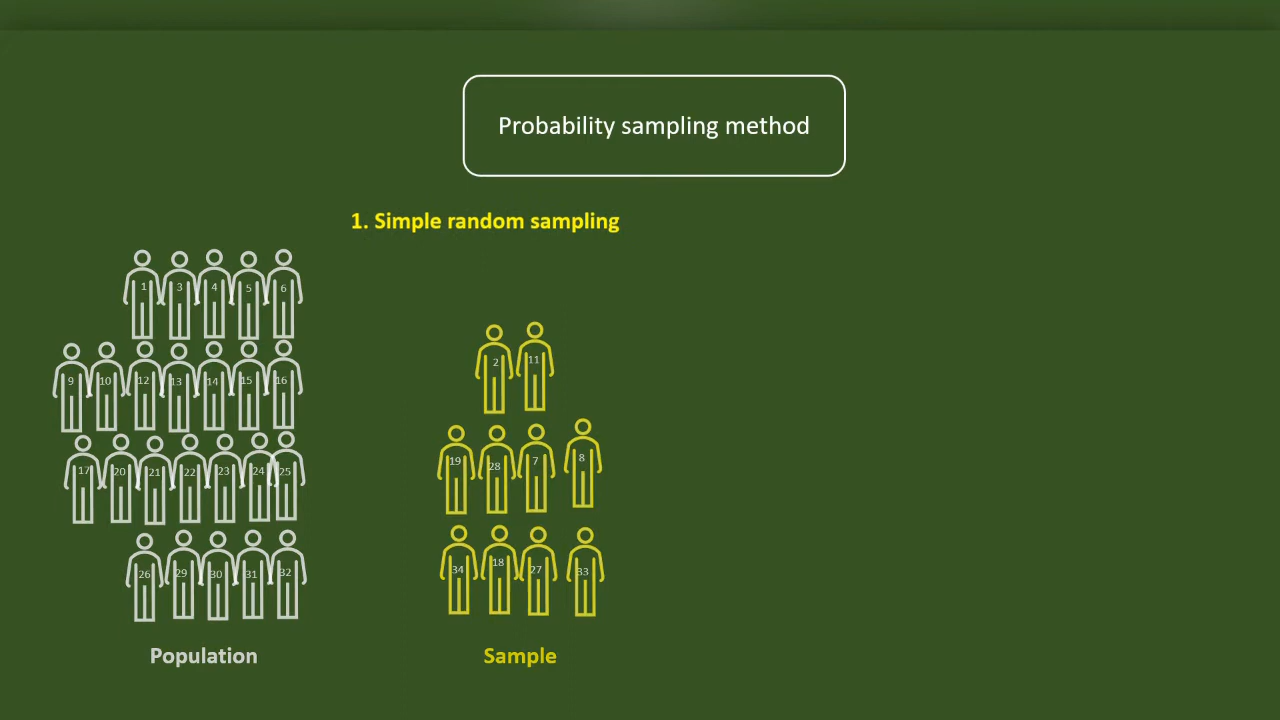 Probability sampling method
1. Simple random sampling
1 3 4 5 6
2 11
9 10 12 13 14 15 16
19 28 7 8
17 20 21 22 23 24 25
34 18 27 33
26 29 30 31 32
Population
Sample